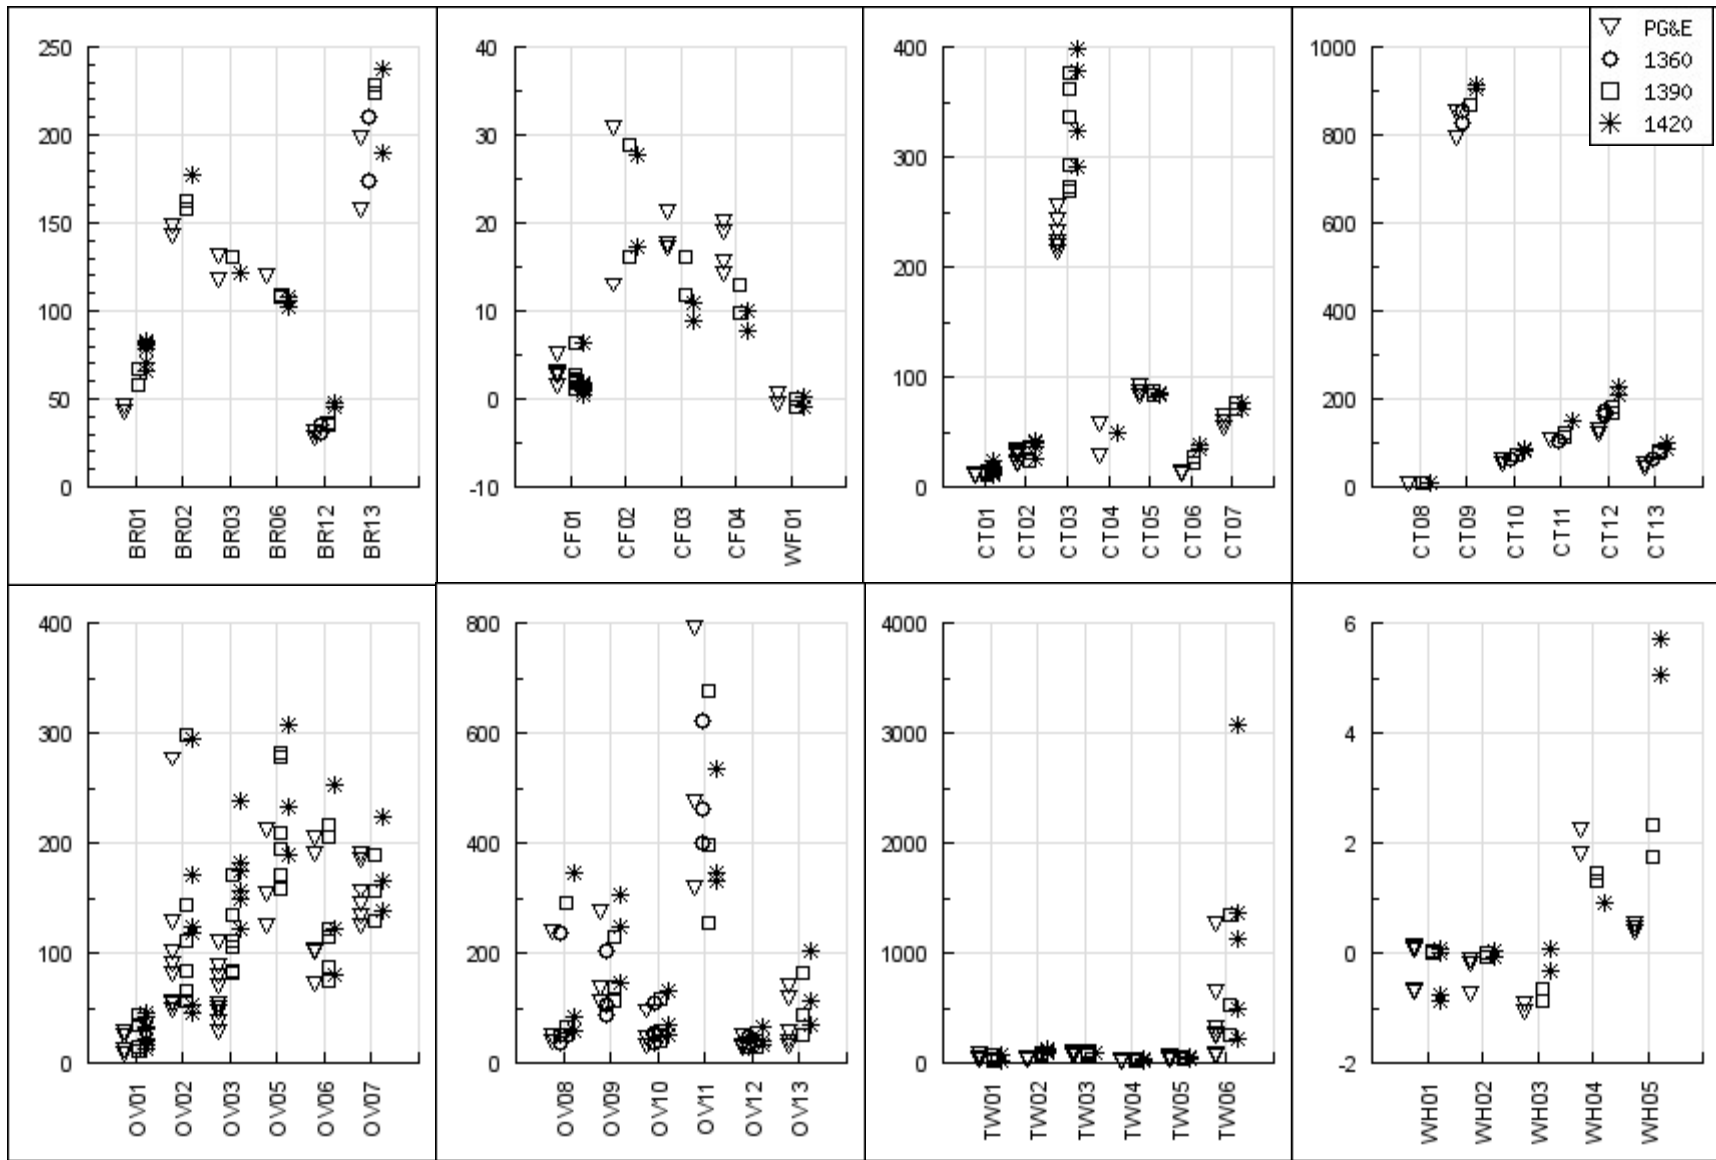 250
200
150
100
50
0
BR01
BR02
BR03
BR06
BR12
BR13
40
30
20
10
0
-10
CF01
CF02
CF03
CF04
WF01
400
300
200
100
0
CT01
CT02
CT03
CT04
CT05
CT06
CT07
1000
800
600
400
200
0
CT08
CT09
CT10
CT11
CT12
CT13
PG&E
1360
1390
1420
400
300
200
100
0
OV01
OV02
OV03
OV05
OV06
OV07
800
600
400
200
0
OV08
OV09
OV10
OV11
OV12
OV13
4000
3000
2000
1000
0
TW01
TW02
TW03
TW04
TW05
TW06
6
4
2
0
-2
WH01
WH02
WH03
WH04
WH05